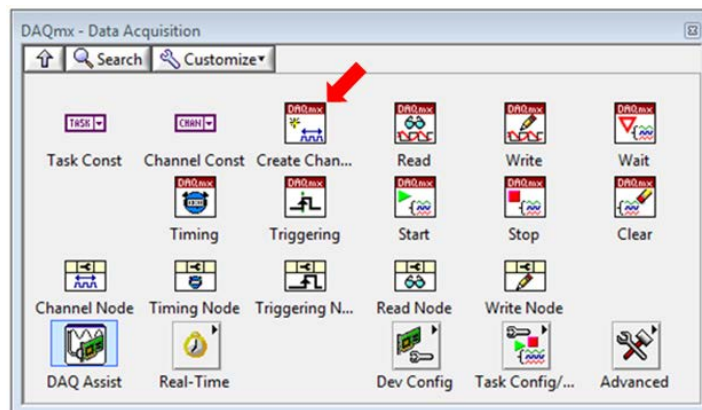 DAQmx - Data Acquisition
Search Customize
DAQmx DAQmx DAQmx DAQmx
TASK CHAN
Task Const Channel Const Create Chan... Read Write Wait
DAQmx DAQmx DAQmx DAQmx DAQmx
Timing Triggering Start Stop Clear
Channel Node Timing Node Triggering N... Read Node Write Node
DAQ Assist Real-Time Dev Config Task Config/... Advanced